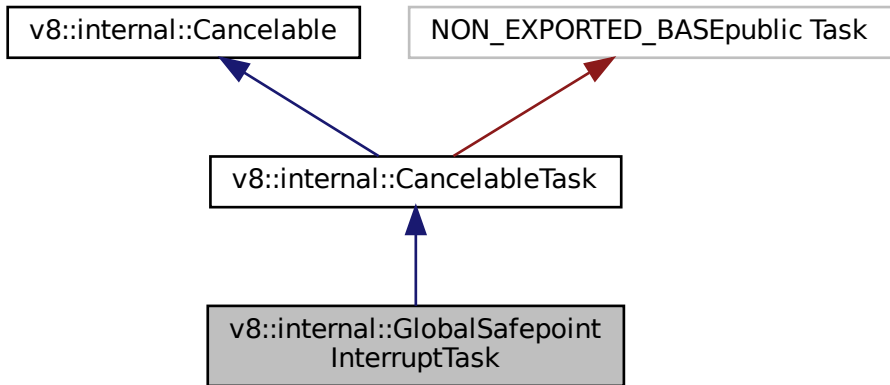 v8::internal::Cancelable
NON_EXPORTED_BASEpublic Task
v8::internal::CancelableTask
v8::internal::GlobalSafepoint
InterruptTask